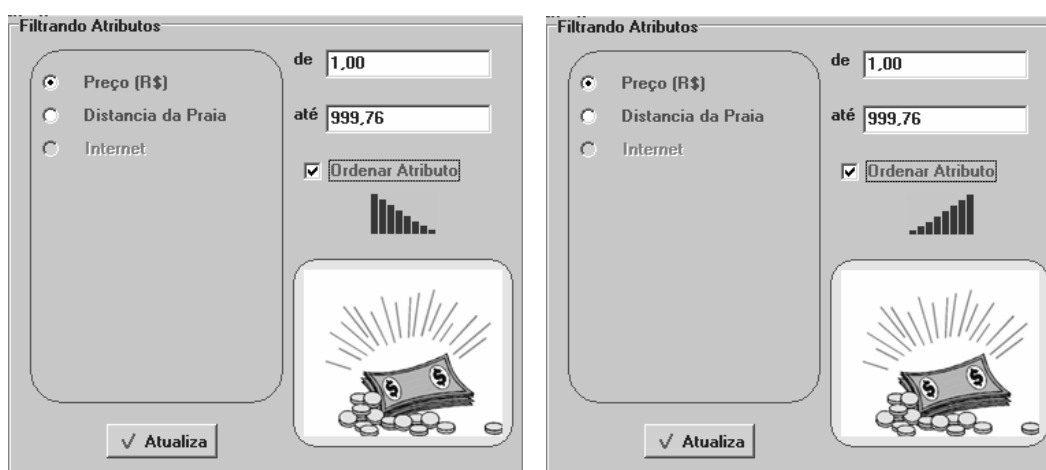 Filtrando Atributos
de 1,00
Preço (R$)
Distancia da Praia
até 999,76
Internet
Ordenar Atributo
$ $
Atualiza
Filtrando Atributos
de 1,00
Preço (R$)
Distancia da Praia
até 999,76
Internet
Ordenar Atributo
$ $
Atualiza